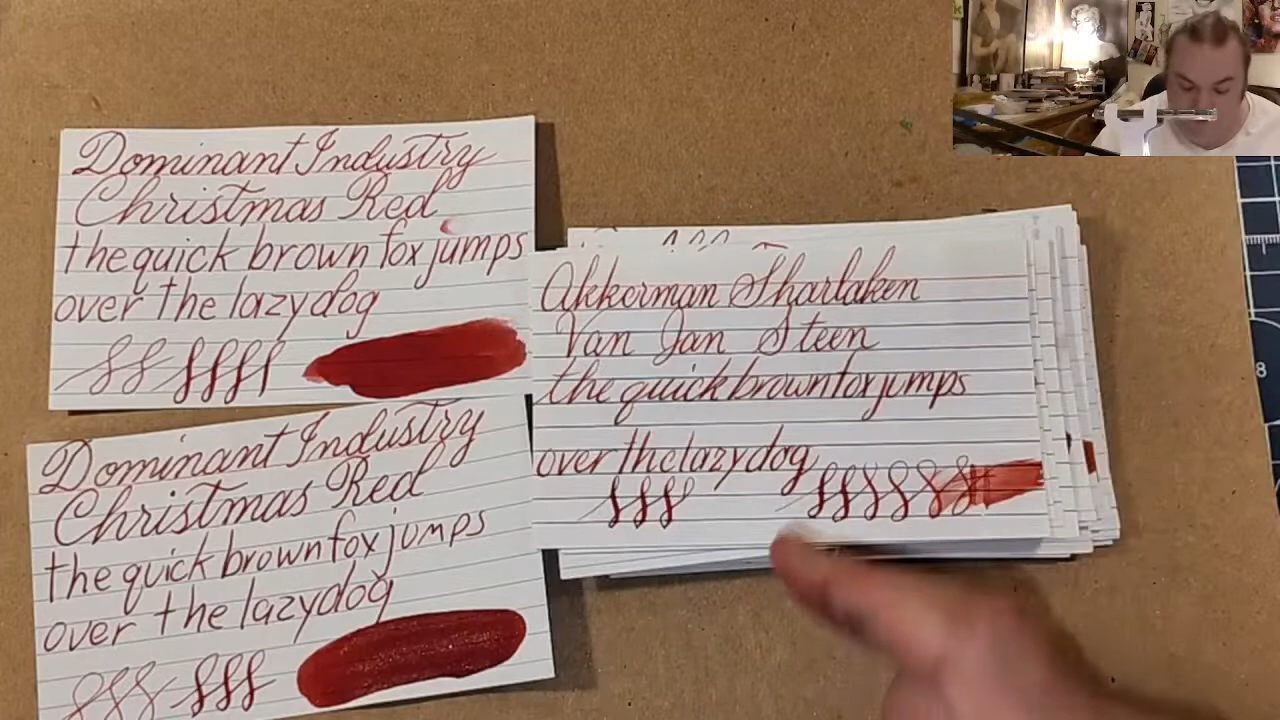 Dominant Industry
Christmas Red
the quick brown fox jumps
over the lazy dog
Dominant Industry
Christmas Red
the quick brown fox jumps
over the lazy dog
Akkerman Sharlaken
Van Jan Steen
the quick brown fox jumps
over the lazy dog
8